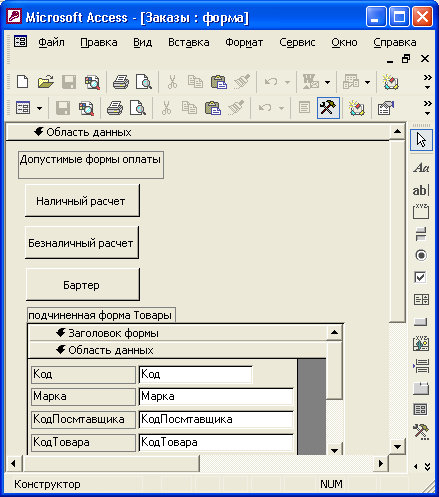 Microsoft Access - [Заказы : форма]
Файл Правка Вид Вставка Формат Сервис Окно Справка
Область данных
Допустимые формы оплаты
Наличный расчет
Безналичный расчет
Бартер
подчиненная форма Товары
Заголовок формы
Область данных
Код Код
Марка Марка
КодПосмтавщика КодПосмтавщика
КодТовара КодТовара
Конструктор NUM